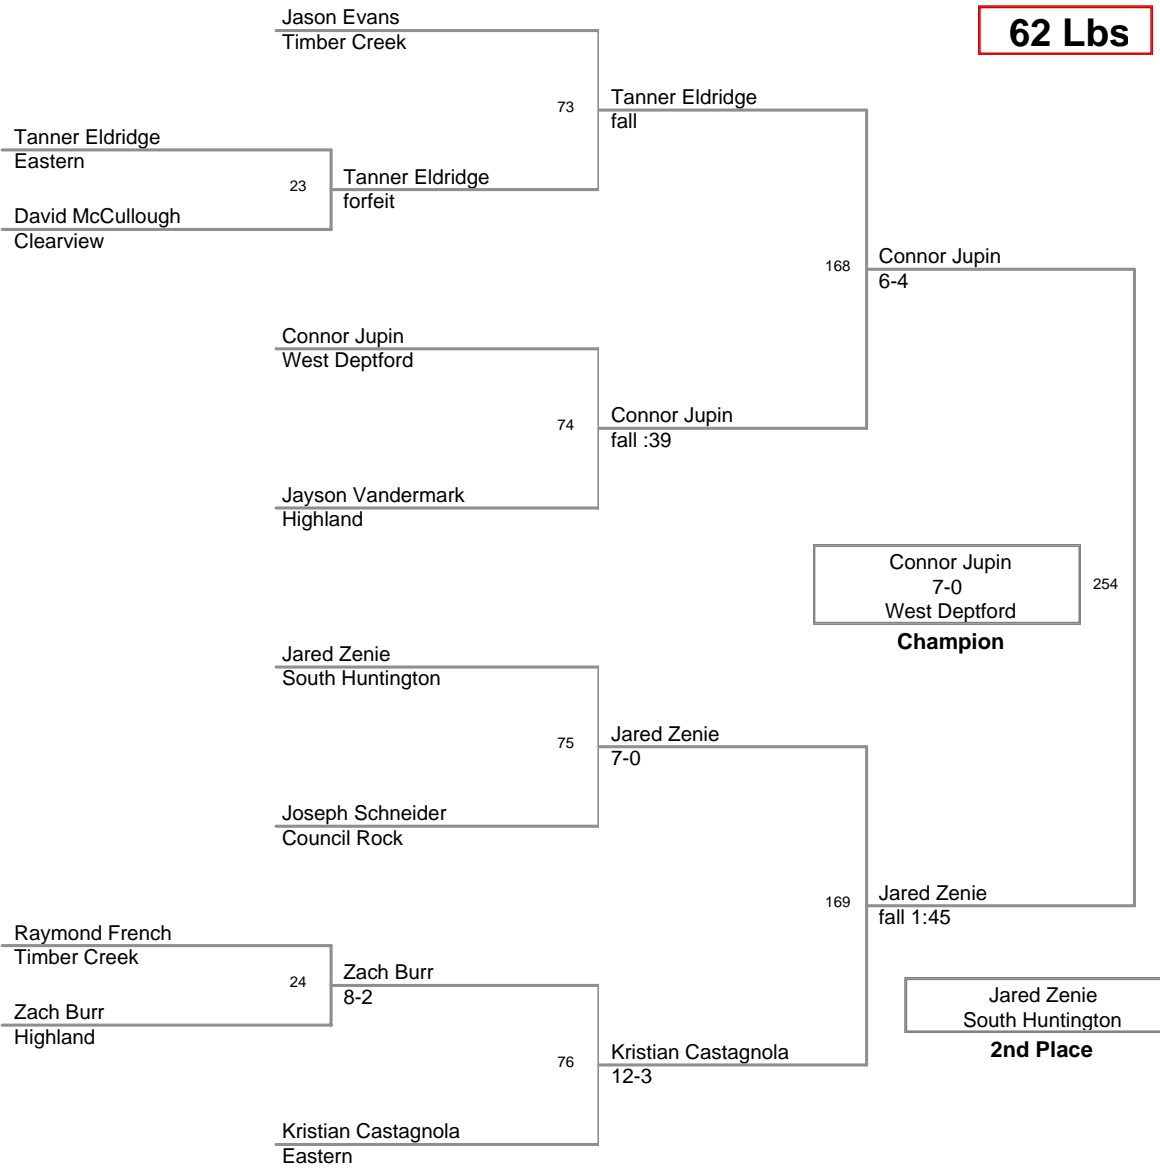 Jason Evans
Timber Creek
62 Lbs
73
Tanner Eldridge
fall
Tanner Eldridge
Eastern
23
Tanner Eldridge
forfeit
David McCullough
Clearview
168
Connor Jupin
6-4
Connor Jupin
West Deptford
74
Connor Jupin
fall :39
Jayson Vandermark
Highland
Connor Jupin
7-0
West Deptford
254
Champion
Jared Zenie
South Huntington
75
Jared Zenie
7-0
Joseph Schneider
Council Rock
169
Jared Zenie
fall 1:45
Raymond French
Timber Creek
24
Zach Burr
8-2
Zach Burr
Highland
Jared Zenie
South Huntington
2nd Place
76
Kristian Castagnola
12-3
Kristian Castagnola
Eastern